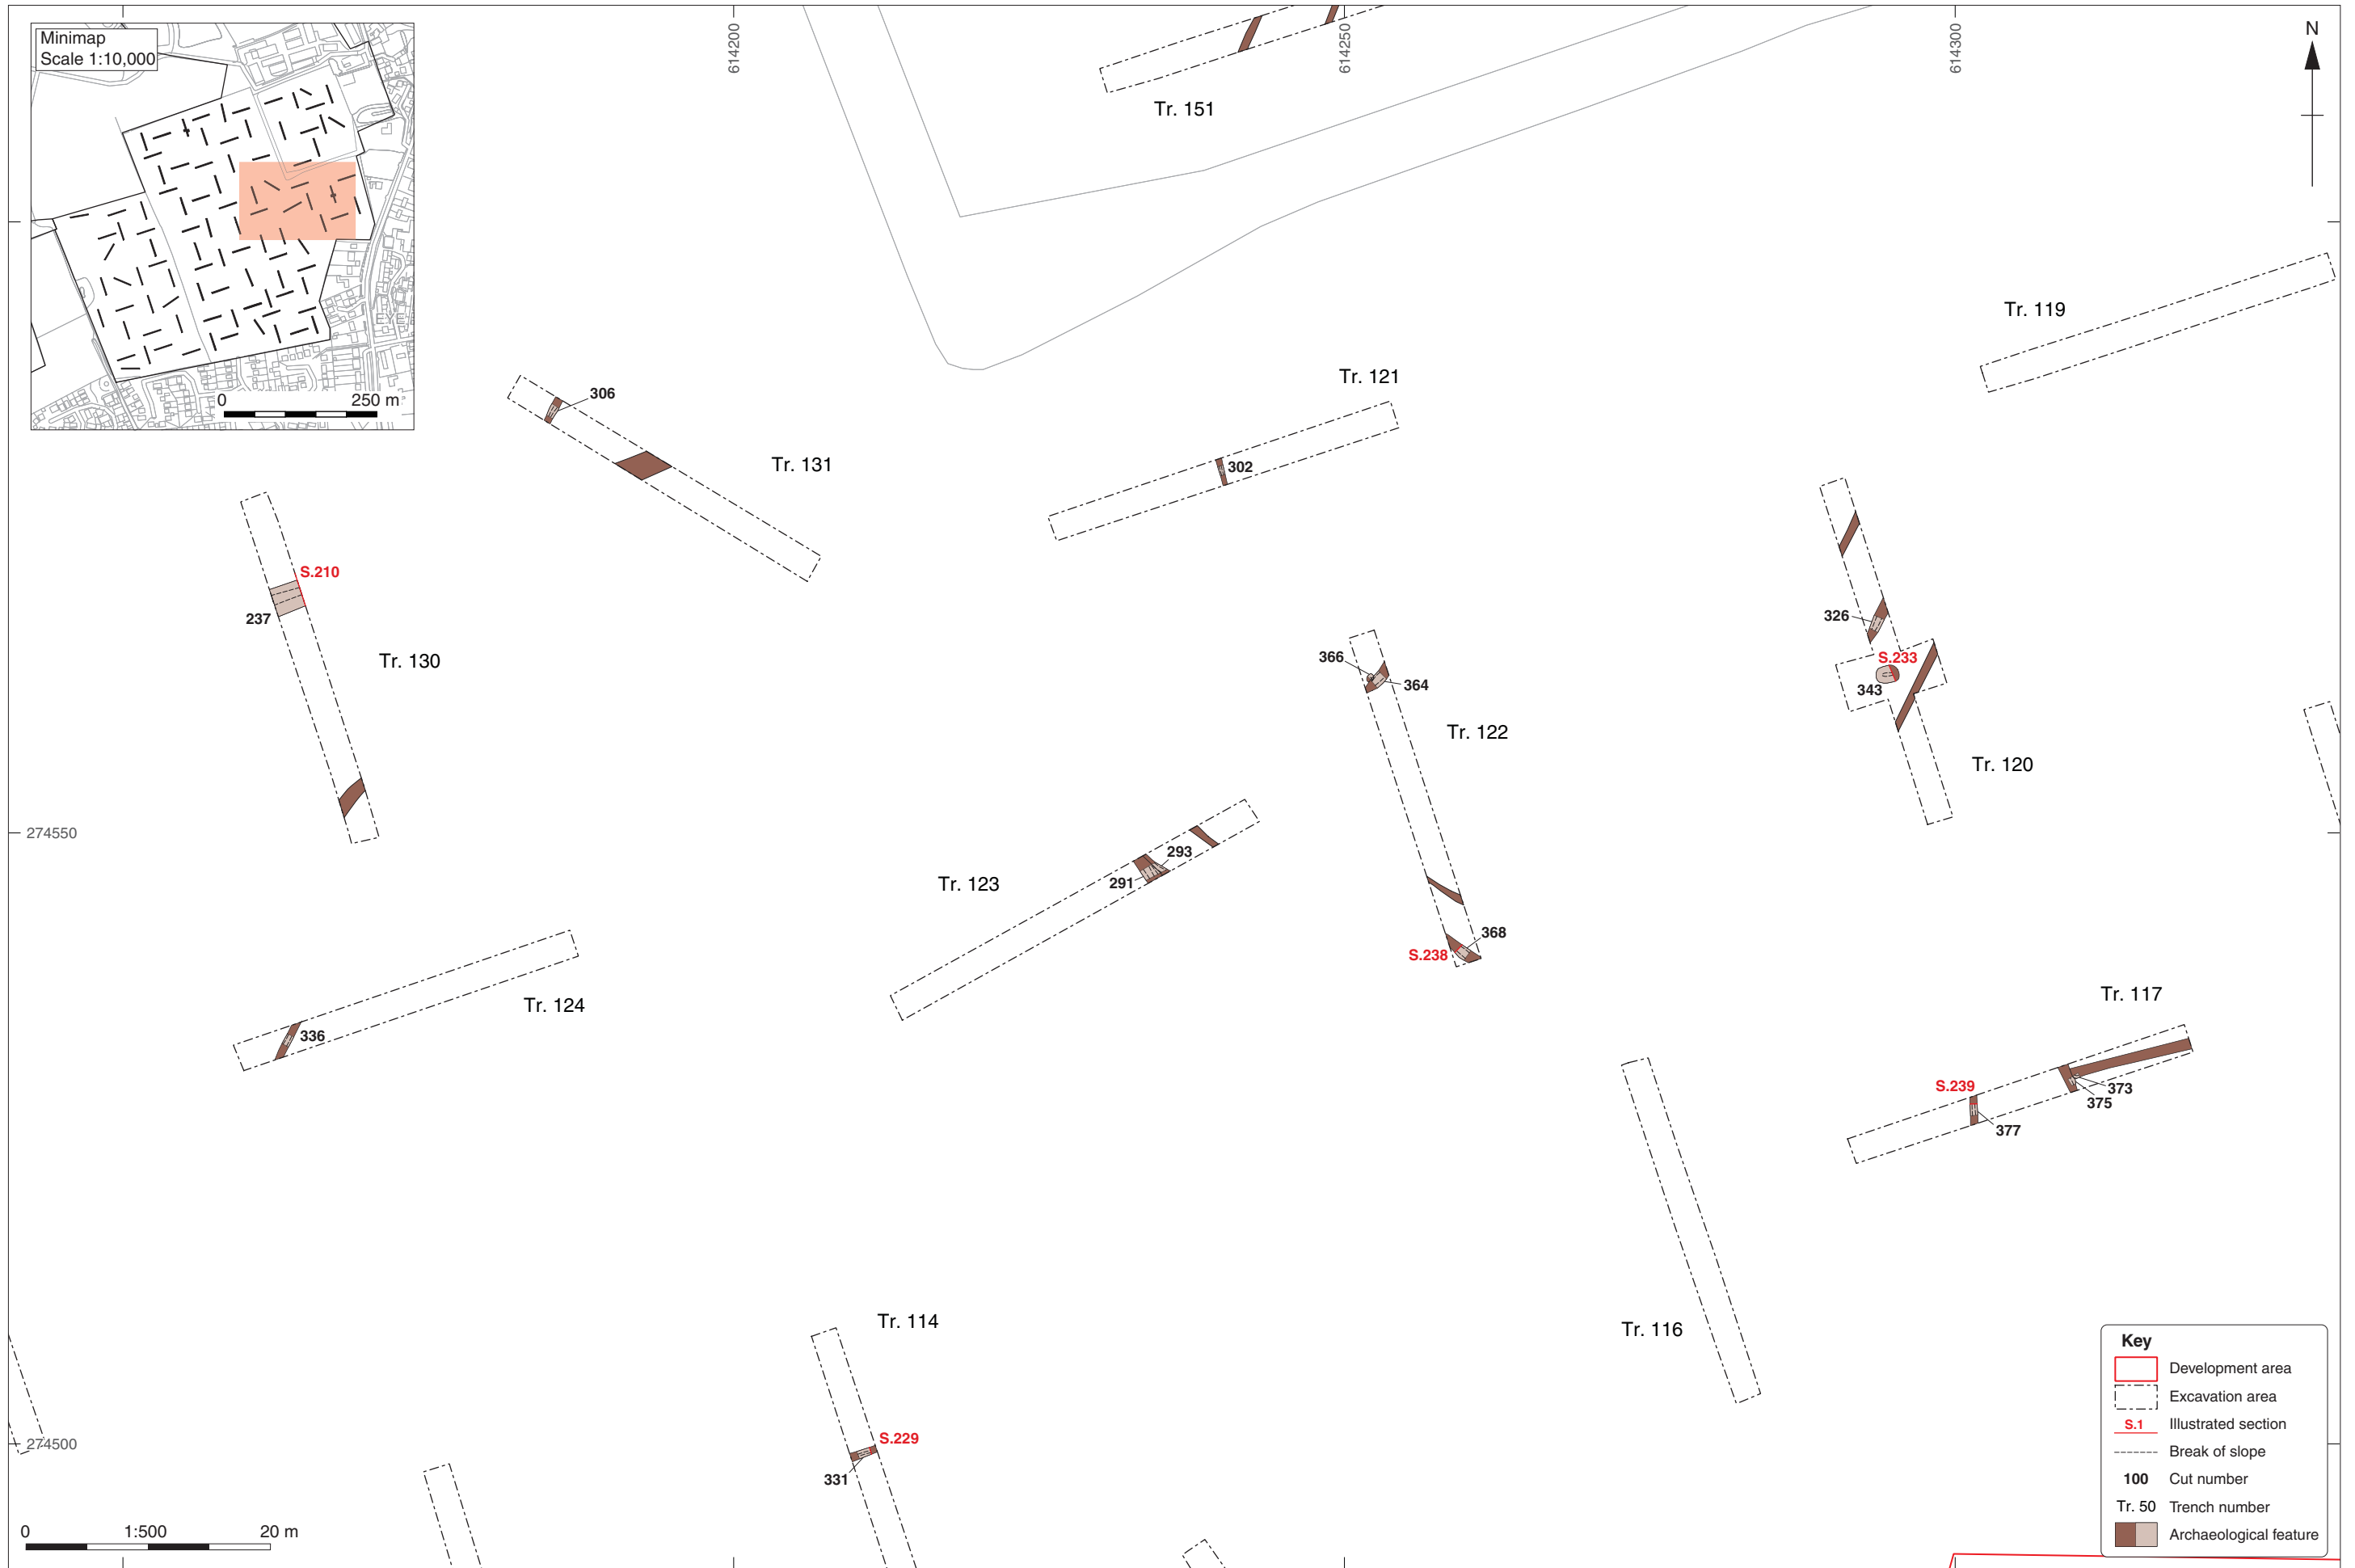 Minimap
Scale 1:10,000
0 250 m
EYE
614200
614250
614300
N
Tr. 151
Tr. 119
Tr. 121
306
302
Tr. 131
S.210
237
Tr. 130
326
S.233
343
Tr. 120
366
364
Tr. 122
274550
293
291
Tr. 123
368
S.238
Tr. 124
336
Tr. 117
S.239
373
375
377
Tr. 114
Tr. 116
S.229
331
274500
0 1:500 20 m
Key
Development area
Excavation area
S.1 Illustrated section
Break of slope
100 Cut number
Tr. 50 Trench number
Archaeological feature